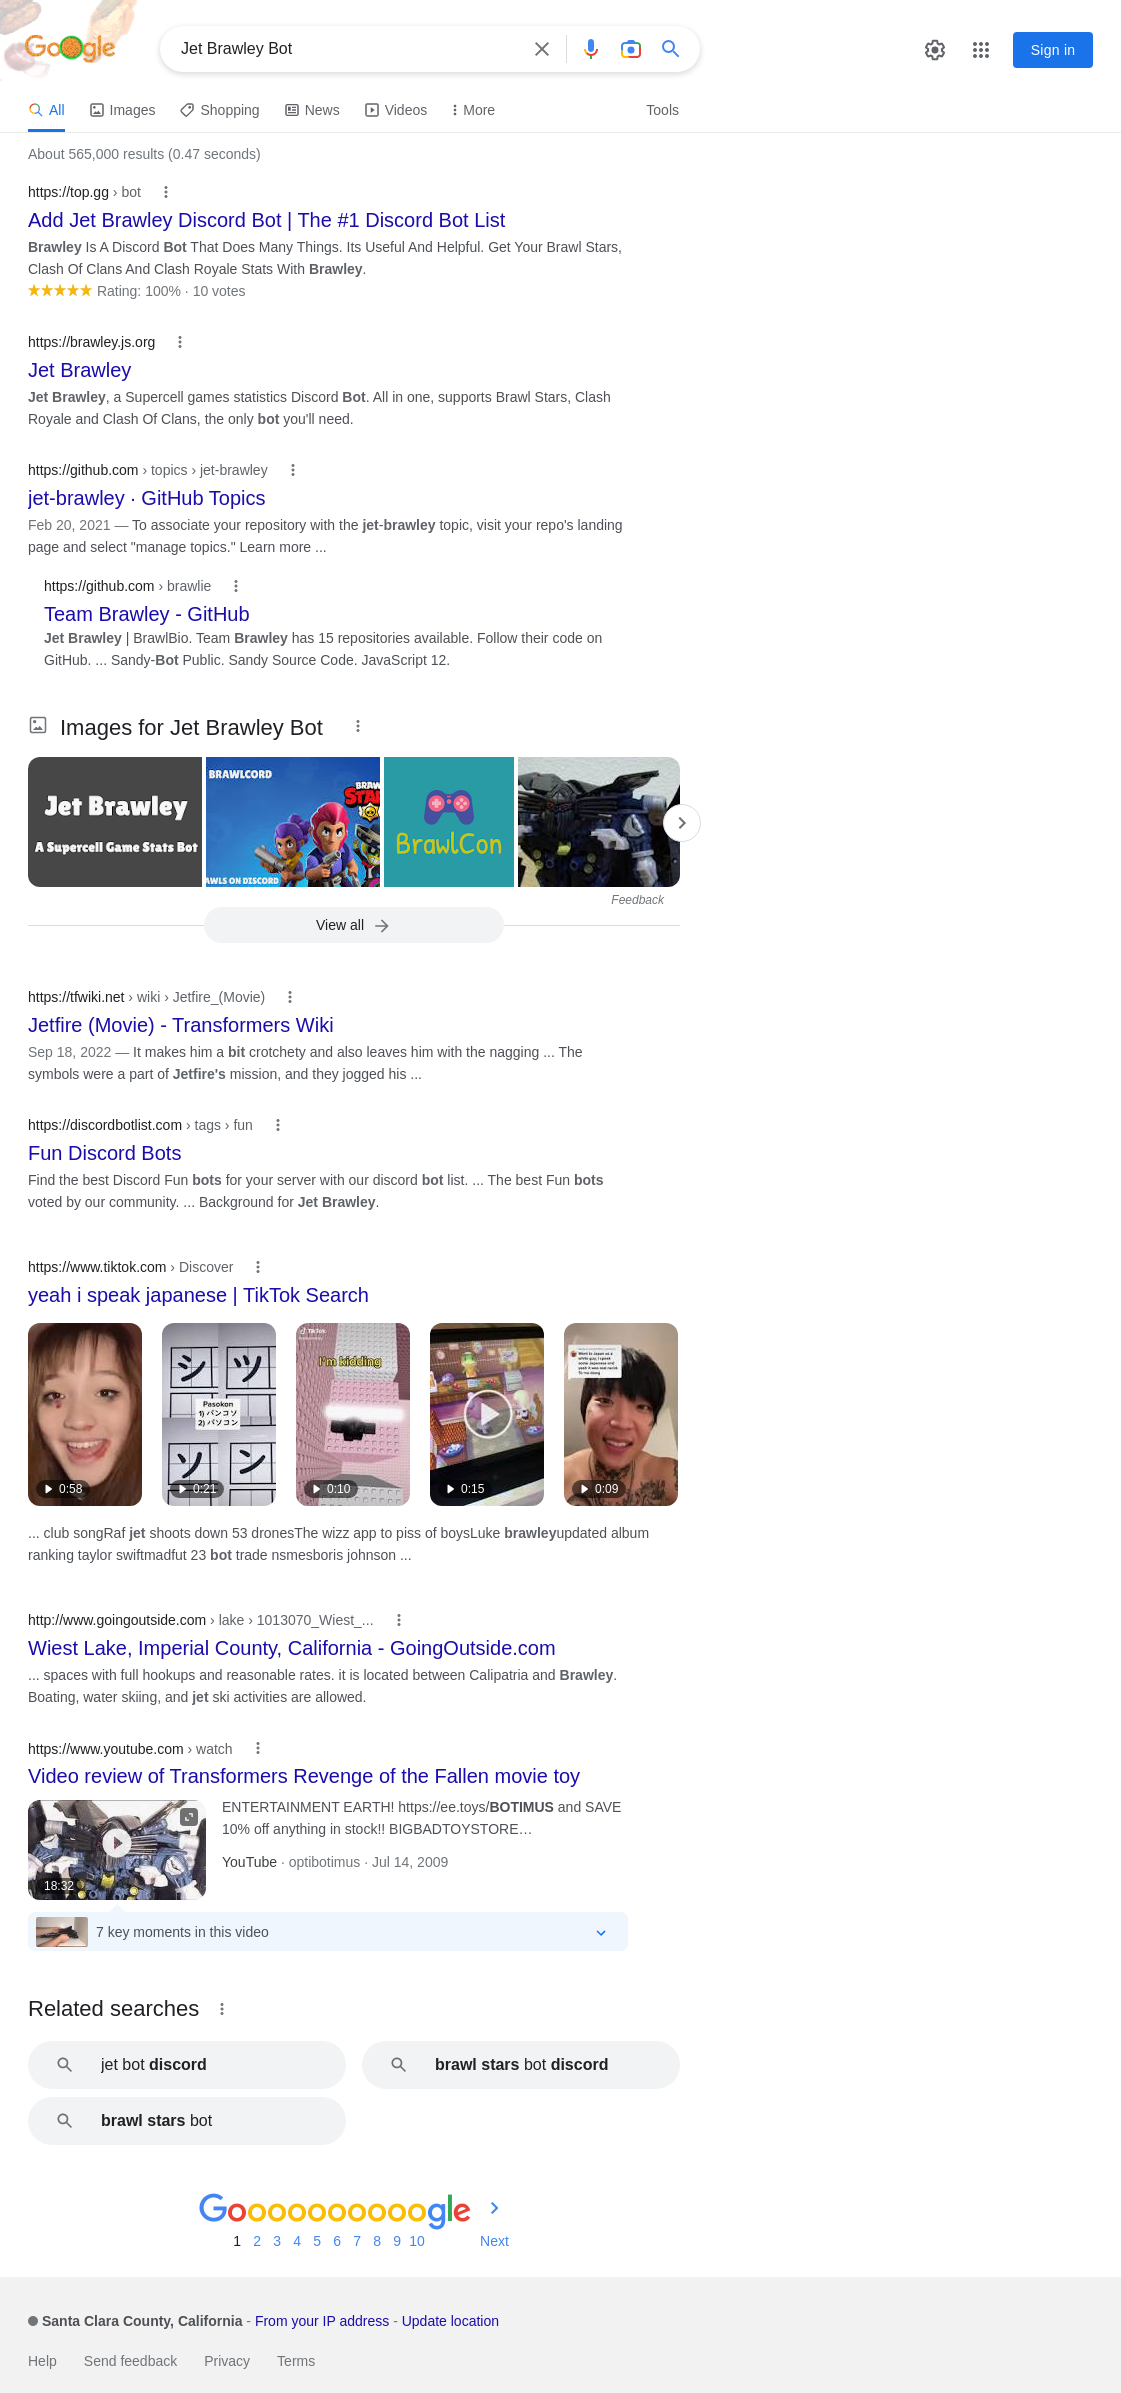 Google
Jet Brawley Bot
Sign in
All
Images
Shopping
News
Videos
More
Tools
About 565,000 results (0.47 seconds)
https://top.gg › bot
Add Jet Brawley Discord Bot | The #1 Discord Bot List
Brawley Is A Discord Bot That Does Many Things. Its Useful And Helpful. Get Your Brawl Stars,
Clash Of Clans And Clash Royale Stats With Brawley.
Rating: 100% · 10 votes
https://brawley.js.org
Jet Brawley
Jet Brawley, a Supercell games statistics Discord Bot. All in one, supports Brawl Stars, Clash
Royale and Clash Of Clans, the only bot you'll need.
https://github.com › topics › jet-brawley
jet-brawley · GitHub Topics
Feb 20, 2021 — To associate your repository with the jet-brawley topic, visit your repo's landing
page and select "manage topics." Learn more ...
https://github.com › brawlie
Team Brawley - GitHub
Jet Brawley | BrawlBio. Team Brawley has 15 repositories available. Follow their code on
GitHub. ... Sandy-Bot Public. Sandy Source Code. JavaScript 12.
Images for Jet Brawley Bot
Jet Brawley
A Supercell Game Stats Bot
BRAWLCORD
BRAW
STA
AWLS ON DISCORD
BrawlCon
Feedback
View all
https://tfwiki.net › wiki › Jetfire_(Movie)
Jetfire (Movie) - Transformers Wiki
Sep 18, 2022 — It makes him a bit crotchety and also leaves him with the nagging ... The
symbols were a part of Jetfire's mission, and they jogged his ...
https://discordbotlist.com › tags › fun
Fun Discord Bots
Find the best Discord Fun bots for your server with our discord bot list. ... The best Fun bots
voted by our community. ... Background for Jet Brawley.
https://www.tiktok.com › Discover
yeah i speak japanese | TikTok Search
0:58
シ ツ
Pasokon
1) パンコソ
2) パソコン
ソ ン
0:21
TikTok
I'm kidding
0:10
0:15
0:09
... club songRaf jet shoots down 53 dronesThe wizz app to piss of boysLuke brawleyupdated album
ranking taylor swiftmadfut 23 bot trade nsmesboris johnson ...
http://www.goingoutside.com › lake › 1013070_Wiest_...
Wiest Lake, Imperial County, California - GoingOutside.com
... spaces with full hookups and reasonable rates. it is located between Calipatria and Brawley.
Boating, water skiing, and jet ski activities are allowed.
https://www.youtube.com › watch
Video review of Transformers Revenge of the Fallen movie toy
18:32
ENTERTAINMENT EARTH! https://ee.toys/BOTIMUS and SAVE
10% off anything in stock!! BIGBADTOYSTORE…
YouTube · optibotimus · Jul 14, 2009
7 key moments in this video
Related searches
jet bot discord
brawl stars bot discord
brawl stars bot
Goooooooooogle
1 2 3 4 5 6 7 8 9 10 Next
Santa Clara County, California - From your IP address - Update location
Help
Send feedback
Privacy
Terms